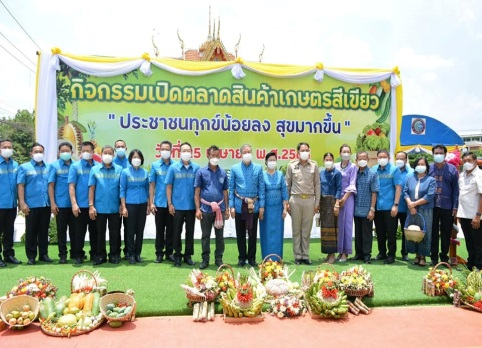 กิจกรรมเปิดตลาดสินค้าเกษตรสีเขียว
" ประชาชนทุกข์น้อยลง สุขมากขึ้น "
พ.ศ.